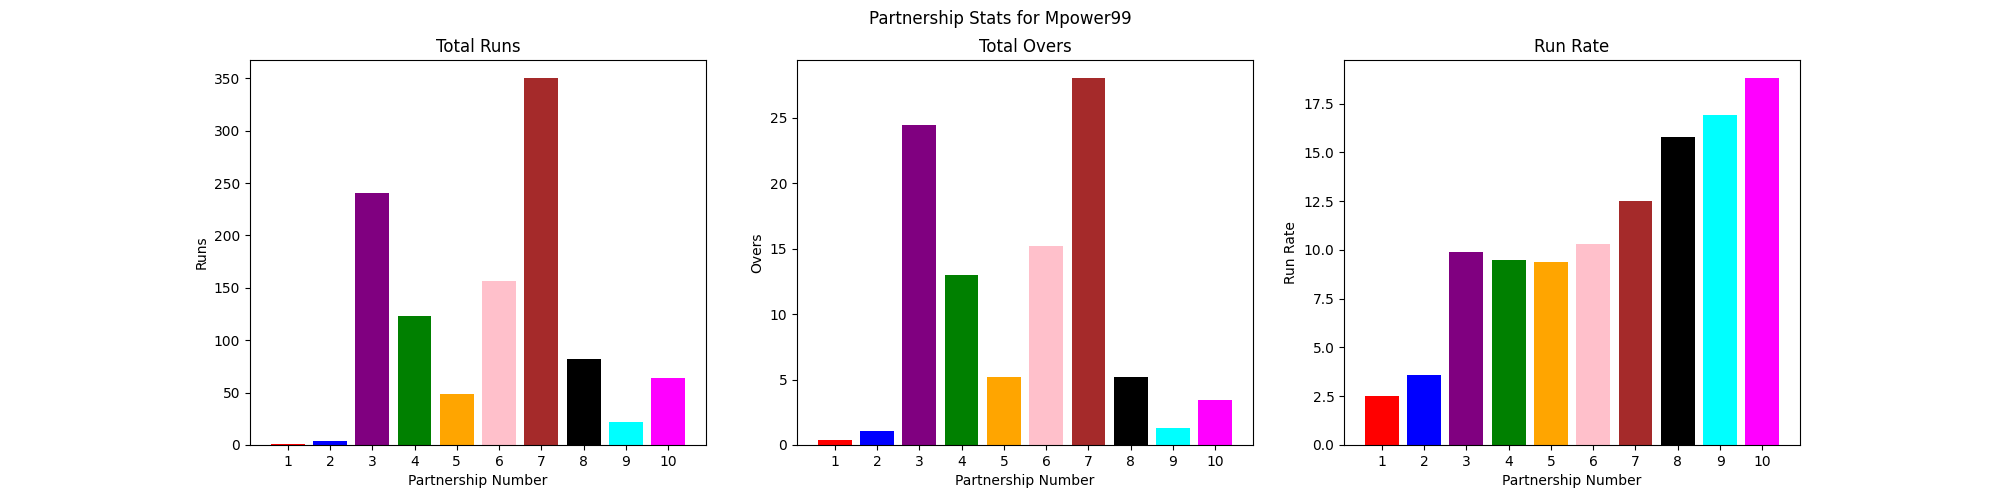 Partnership Stats for Mpower99
Total Runs
350
300
250
200
150
100
50
0
Runs
1 2 3 4 5 6 7 8 9 10
Partnership Number
Total Overs
25
20
15
10
5
0
Overs
1 2 3 4 5 6 7 8 9 10
Partnership Number
Run Rate
17.5
15.0
12.5
10.0
7.5
5.0
2.5
0.0
Run Rate
1 2 3 4 5 6 7 8 9 10
Partnership Number